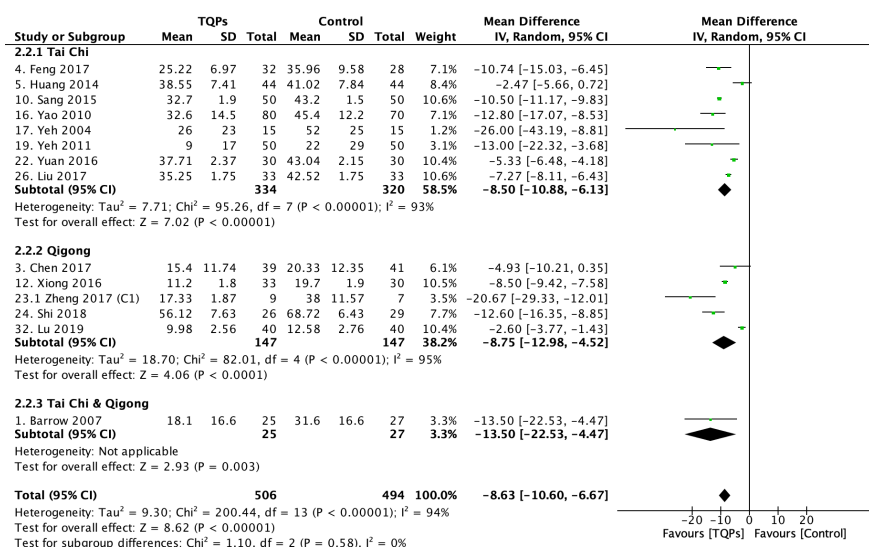 TQPs Control Mean Difference Mean Difference
Study or Subgroup Mean SD Total Mean SD Total Weight IV, Random, 95% CI IV, Random, 95% CI
2.2.1 Tai Chi
4. Feng 2017 25.22 6.97 32 35.96 9.58 28 7.1% −10.74 [−15.03, −6.45]
5. Huang 2014 38.55 7.41 44 41.02 7.84 44 8.4% −2.47 [−5.66, 0.72]
10. Sang 2015 32.7 1.9 50 43.2 1.5 50 10.6% −10.50 [−11.17, −9.83]
16. Yao 2010 32.6 14.5 80 45.4 12.2 70 7.1% −12.80 [−17.07, −8.53]
17. Yeh 2004 26 23 15 52 25 15 1.2% −26.00 [−43.19, −8.81]
19. Yeh 2011 9 17 50 22 29 50 3.1% −13.00 [−22.32, −3.68]
22. Yuan 2016 37.71 2.37 30 43.04 2.15 30 10.4% −5.33 [−6.48, −4.18]
26. Liu 2017 35.25 1.75 33 42.52 1.75 33 10.6% −7.27 [−8.11, −6.43]
Subtotal (95% CI) 334 320 58.5% −8.50 [−10.88, −6.13]
Heterogeneity: Tau² = 7.71; Chi² = 95.26, df = 7 (P < 0.00001); I² = 93%
Test for overall effect: Z = 7.02 (P < 0.00001)
2.2.2 Qigong
3. Chen 2017 15.4 11.74 39 20.33 12.35 41 6.1% −4.93 [−10.21, 0.35]
12. Xiong 2016 11.2 1.8 33 19.7 1.9 30 10.5% −8.50 [−9.42, −7.58]
23.1 Zheng 2017 (C1) 17.33 1.87 9 38 11.57 7 3.5% −20.67 [−29.33, −12.01]
24. Shi 2018 56.12 7.63 26 68.72 6.43 29 7.7% −12.60 [−16.35, −8.85]
32. Lu 2019 9.98 2.56 40 12.58 2.76 40 10.4% −2.60 [−3.77, −1.43]
Subtotal (95% CI) 147 147 38.2% −8.75 [−12.98, −4.52]
Heterogeneity: Tau² = 18.70; Chi² = 82.01, df = 4 (P < 0.00001); I² = 95%
Test for overall effect: Z = 4.06 (P < 0.0001)
2.2.3 Tai Chi & Qigong
1. Barrow 2007 18.1 16.6 25 31.6 16.6 27 3.3% −13.50 [−22.53, −4.47]
Subtotal (95% CI) 25 27 3.3% −13.50 [−22.53, −4.47]
Heterogeneity: Not applicable
Test for overall effect: Z = 2.93 (P = 0.003)
Total (95% CI) 506 494 100.0% −8.63 [−10.60, −6.67]
Heterogeneity: Tau² = 9.30; Chi² = 200.44, df = 13 (P < 0.00001); I² = 94%
Test for overall effect: Z = 8.62 (P < 0.00001)
Test for subgroup differences: Chi² = 1.10, df = 2 (P = 0.58), I² = 0%
−20 −10 0 10 20
Favours [TQPs] Favours [Control]